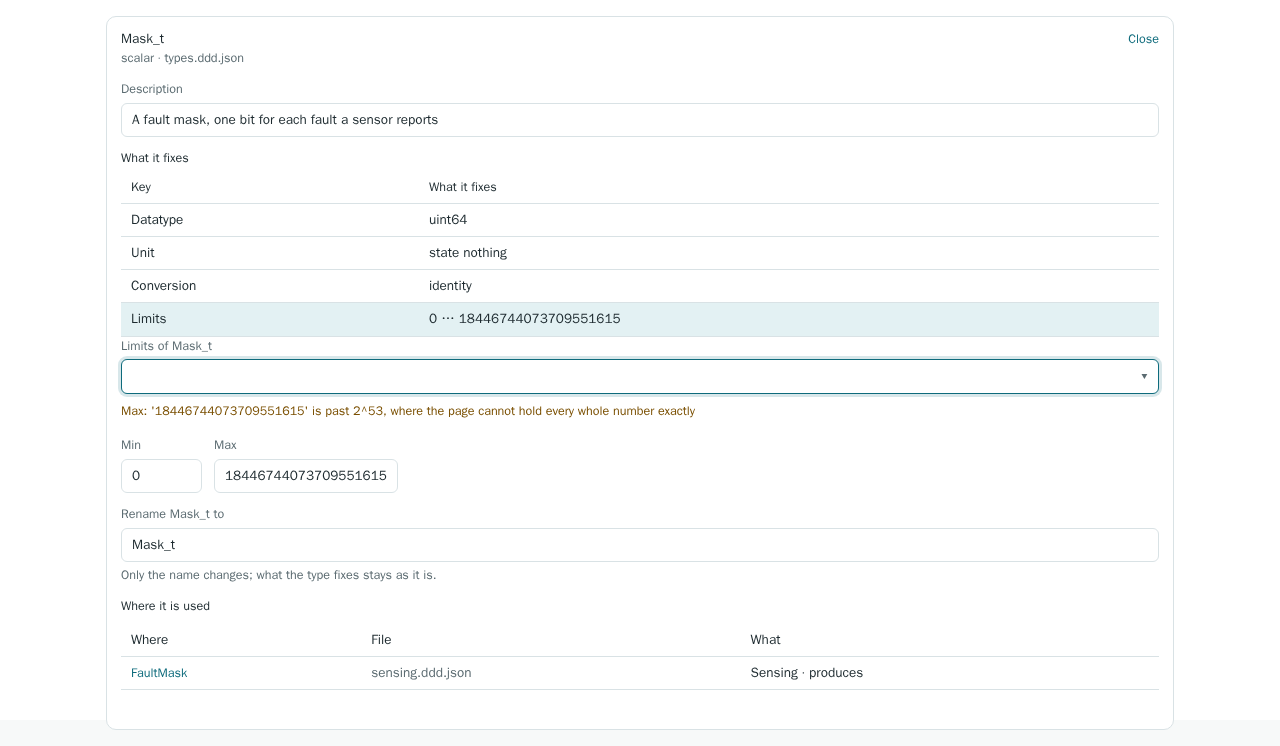 Mask_t
Close
scalar · types.ddd.json
Description
A fault mask, one bit for each fault a sensor reports
What it fixes
Key What it fixes
Datatype uint64
Unit state nothing
Conversion identity
Limits 0 ⋯ 18446744073709551615
Limits of Mask_t
Max: '18446744073709551615' is past 2^53, where the page cannot hold every whole number exactly
Min Max
0 18446744073709551615
Rename Mask_t to
Mask_t
Only the name changes; what the type fixes stays as it is.
Where it is used
Where File What
FaultMask sensing.ddd.json Sensing · produces